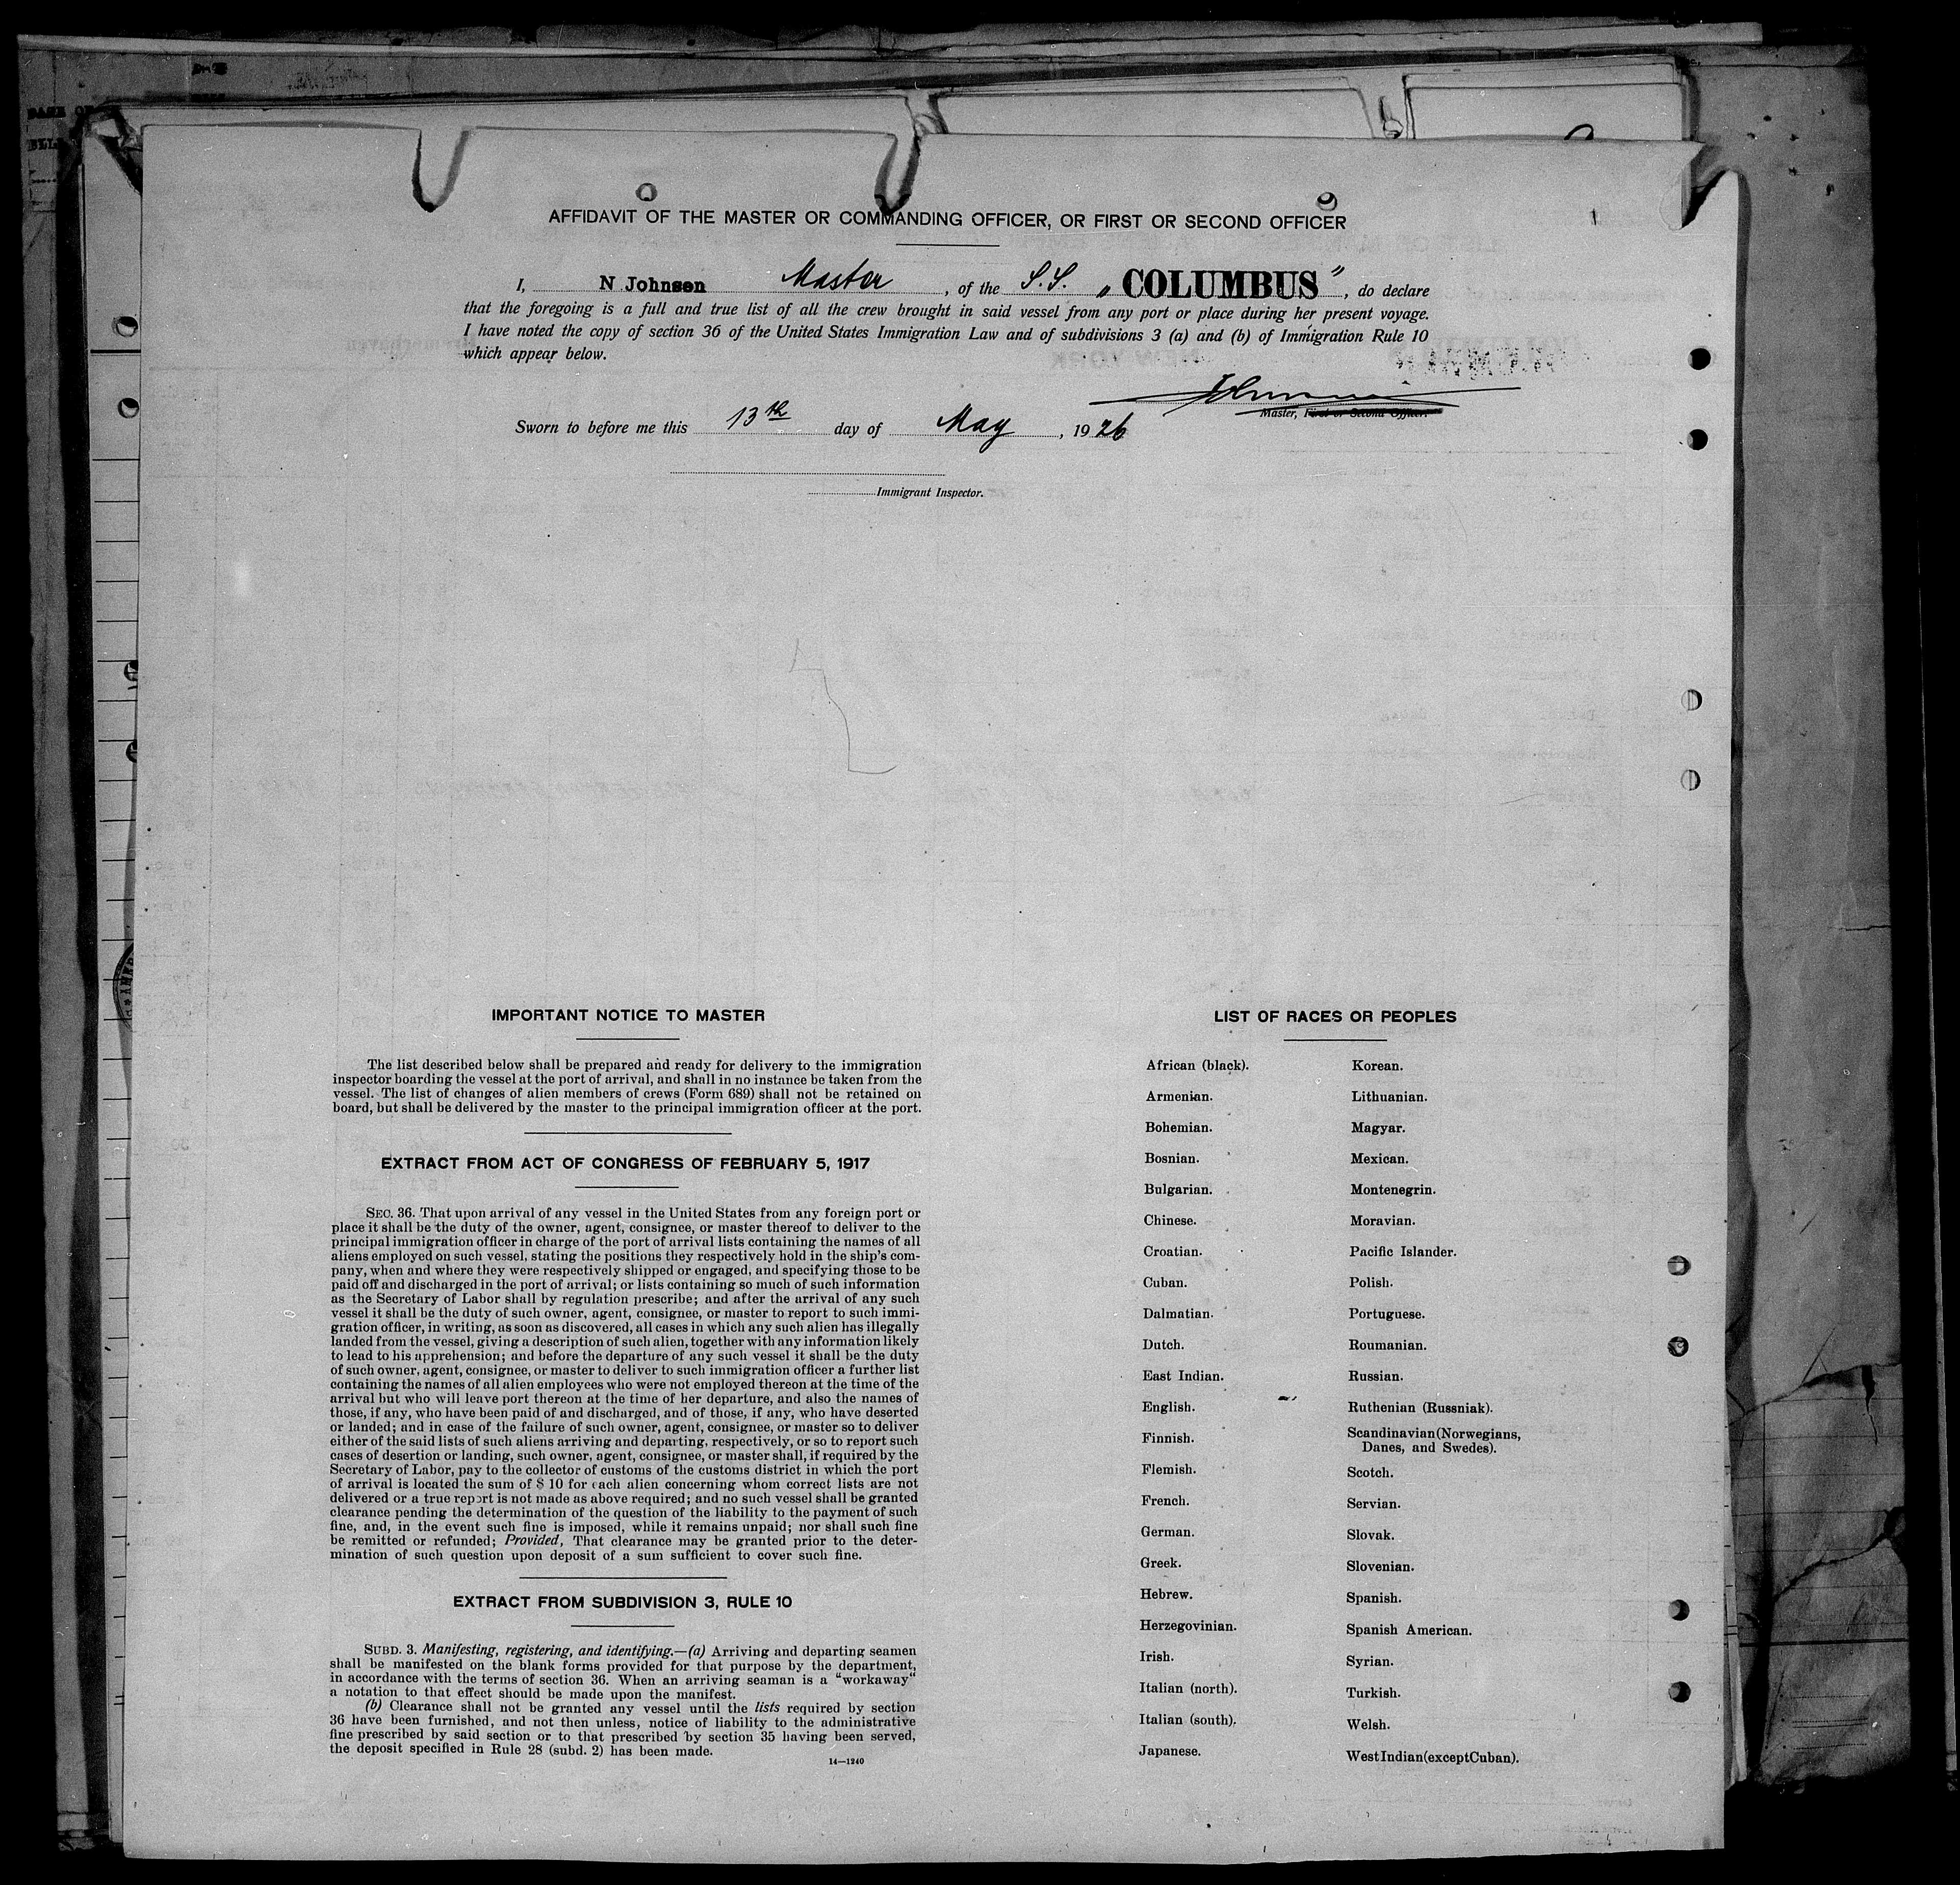 AFFIDAVIT OF THE MASTER OR COMMANDING OFFICER, OR FIRST OR SECOND OFFICER
I, N Johnsen Master, of the S.S. „COLUMBUS”, do declare
that the foregoing is a full and true list of all the crew brought in said vessel from any port or place during her present voyage.
I have noted the copy of section 36 of the United States Immigration Law and of subdivisions 3 (a) and (b) of Immigration Rule 10
which appear below.
Johnsen
Master, First or Second Officer.
Sworn to before me this 13th day of May, 1926
Immigrant Inspector.
IMPORTANT NOTICE TO MASTER
The list described below shall be prepared and ready for delivery to the immigration
inspector boarding the vessel at the port of arrival, and shall in no instance be taken from the
vessel. The list of changes of alien members of crews (Form 689) shall not be retained on
board, but shall be delivered by the master to the principal immigration officer at the port.
EXTRACT FROM ACT OF CONGRESS OF FEBRUARY 5, 1917
SEC. 36. That upon arrival of any vessel in the United States from any foreign port or
place it shall be the duty of the owner, agent, consignee, or master thereof to deliver to the
principal immigration officer in charge of the port of arrival lists containing the names of all
aliens employed on such vessel, stating the positions they respectively hold in the ship's com-
pany, when and where they were respectively shipped or engaged, and specifying those to be
paid off and discharged in the port of arrival; or lists containing so much of such information
as the Secretary of Labor shall by regulation prescribe; and after the arrival of any such
vessel it shall be the duty of such owner, agent, consignee, or master to report to such immi-
gration officer, in writing, as soon as discovered, all cases in which any such alien has illegally
landed from the vessel, giving a description of such alien, together with any information likely
to lead to his apprehension; and before the departure of any such vessel it shall be the duty
of such owner, agent, consignee, or master to deliver to such immigration officer a further list
containing the names of all alien employees who were not employed thereon at the time of the
arrival but who will leave port thereon at the time of her departure, and also the names of
those, if any, who have been paid of and discharged, and of those, if any, who have deserted
or landed; and in case of the failure of such owner, agent, consignee, or master so to deliver
either of the said lists of such aliens arriving and departing, respectively, or so to report such
cases of desertion or landing, such owner, agent, consignee, or master shall, if required by the
Secretary of Labor, pay to the collector of customs of the customs district in which the port
of arrival is located the sum of $ 10 for each alien concerning whom correct lists are not
delivered or a true report is not made as above required; and no such vessel shall be granted
clearance pending the determination of the question of the liability to the payment of such
fine, and, in the event such fine is imposed, while it remains unpaid; nor shall such fine
be remitted or refunded; Provided, That clearance may be granted prior to the deter-
mination of such question upon deposit of a sum sufficient to cover such fine.
EXTRACT FROM SUBDIVISION 3, RULE 10
SUBD. 3. Manifesting, registering, and identifying.—(a) Arriving and departing seamen
shall be manifested on the blank forms provided for that purpose by the department,
in accordance with the terms of section 36. When an arriving seaman is a “workaway“
a notation to that effect should be made upon the manifest.
(b) Clearance shall not be granted any vessel until the lists required by section
36 have been furnished, and not then unless, notice of liability to the administrative
fine prescribed by said section or to that prescribed by section 35 having been served,
the deposit specified in Rule 28 (subd. 2) has been made.
14—1240
LIST OF RACES OR PEOPLES
African (black).
Armenian.
Bohemian.
Bosnian.
Bulgarian.
Chinese.
Croatian.
Cuban.
Dalmatian.
Dutch.
East Indian.
English.
Finnish.
Flemish.
French.
German.
Greek.
Hebrew.
Herzegovinian.
Irish.
Italian (north).
Italian (south).
Japanese.
Korean.
Lithuanian.
Magyar.
Mexican.
Montenegrin.
Moravian.
Pacific Islander.
Polish.
Portuguese.
Roumanian.
Russian.
Ruthenian (Russniak).
Scandinavian(Norwegians,
Danes, and Swedes).
Scotch.
Servian.
Slovak.
Slovenian.
Spanish.
Spanish American.
Syrian.
Turkish.
Welsh.
West Indian(except Cuban).